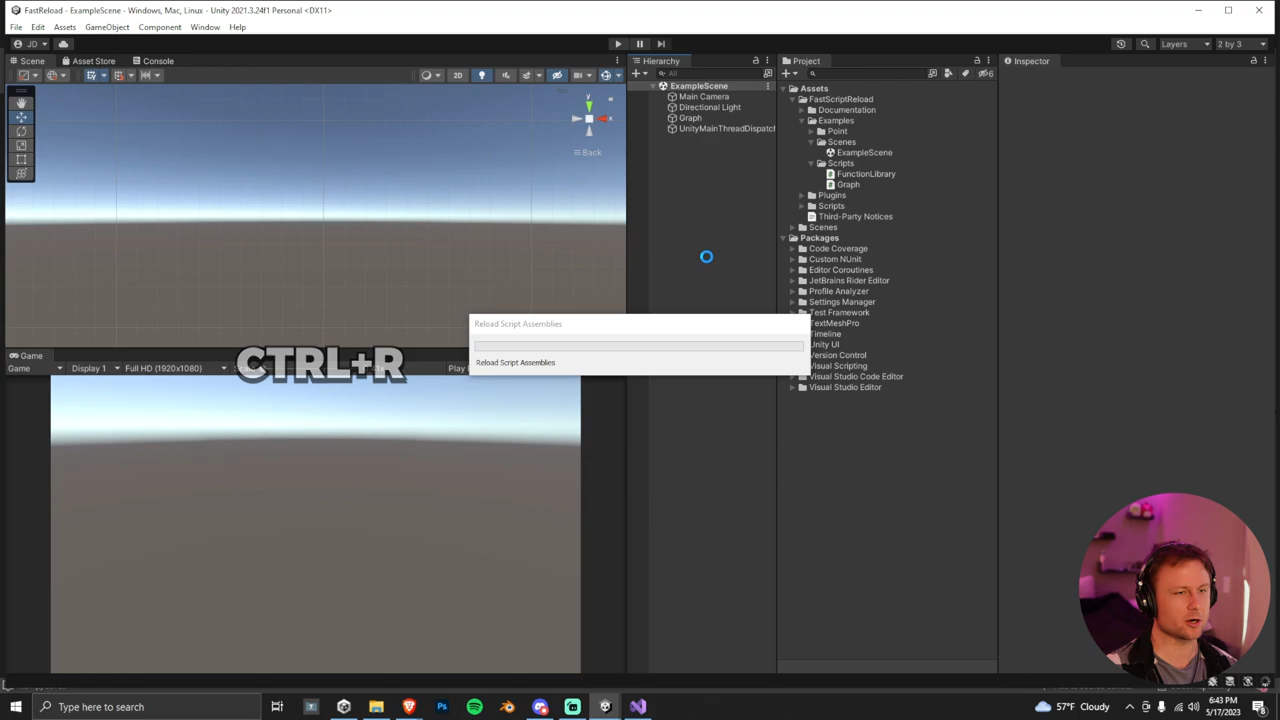 FastReload - ExampleScene - Windows, Mac, Linux - Unity 2021.3.24f1 Personal <DX11>
File Edit Assets GameObject Component Window Help
JD
Layers
2 by 3
Scene
Asset Store
Console
2D
y
x
Back
Hierarchy
All
ExampleScene
Main Camera
Directional Light
Graph
UnityMainThreadDispatch
Project
6
Assets
FastScriptReload
Documentation
Examples
Point
Scenes
ExampleScene
Scripts
FunctionLibrary
Graph
Plugins
Scripts
Third-Party Notices
Scenes
Packages
Code Coverage
Custom NUnit
Editor Coroutines
JetBrains Rider Editor
Profile Analyzer
Settings Manager
Test Framework
TextMeshPro
Timeline
Unity UI
Version Control
Visual Scripting
Visual Studio Code Editor
Visual Studio Editor
Inspector
Reload Script Assemblies
Reload Script Assemblies
CTRL+R
Game
Game
Display 1
Full HD (1920x1080)
Play
Type here to search
57°F Cloudy
6:43 PM
5/17/2023